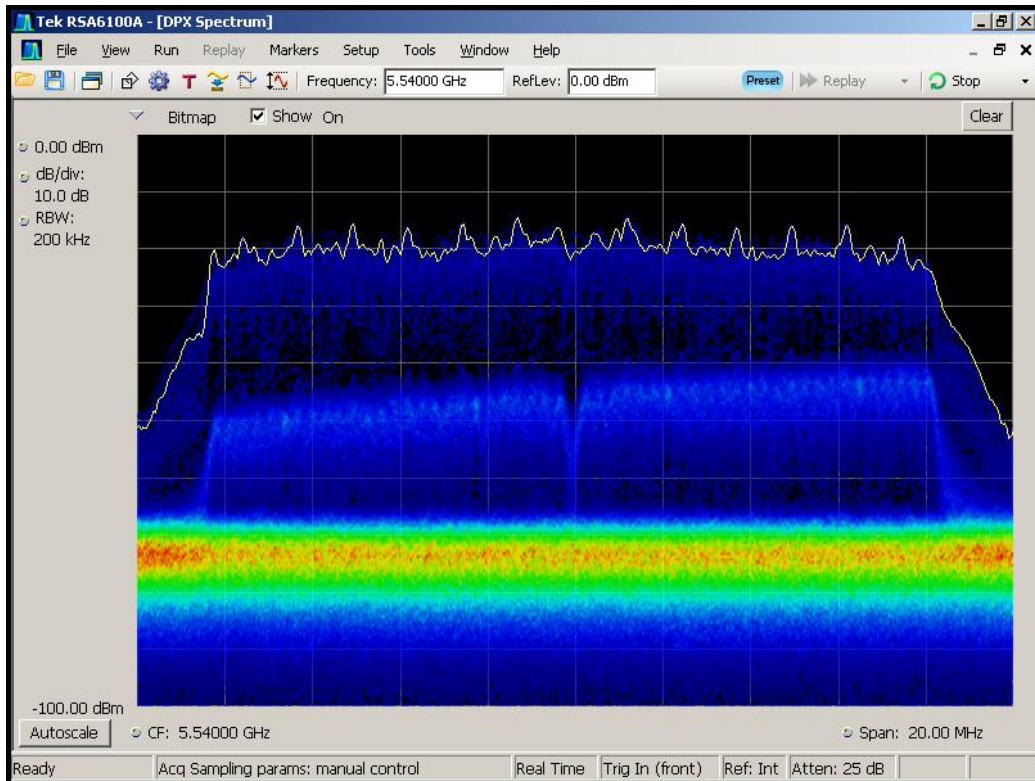 Tek RSA6100A - [DPX Spectrum]
File View Run Replay Markers Setup Tools Window Help
T Frequency: 5.54000 GHz RefLev: 0.00 dBm Preset Replay Stop
Bitmap Show On Clear
0.00 dBm
dB/div:
10.0 dB
RBW:
200 kHz
-100.00 dBm
Autoscale CF: 5.54000 GHz Span: 20.00 MHz
Ready Acq Sampling params: manual control Real Time Trig In (front) Ref: Int Atten: 25 dB